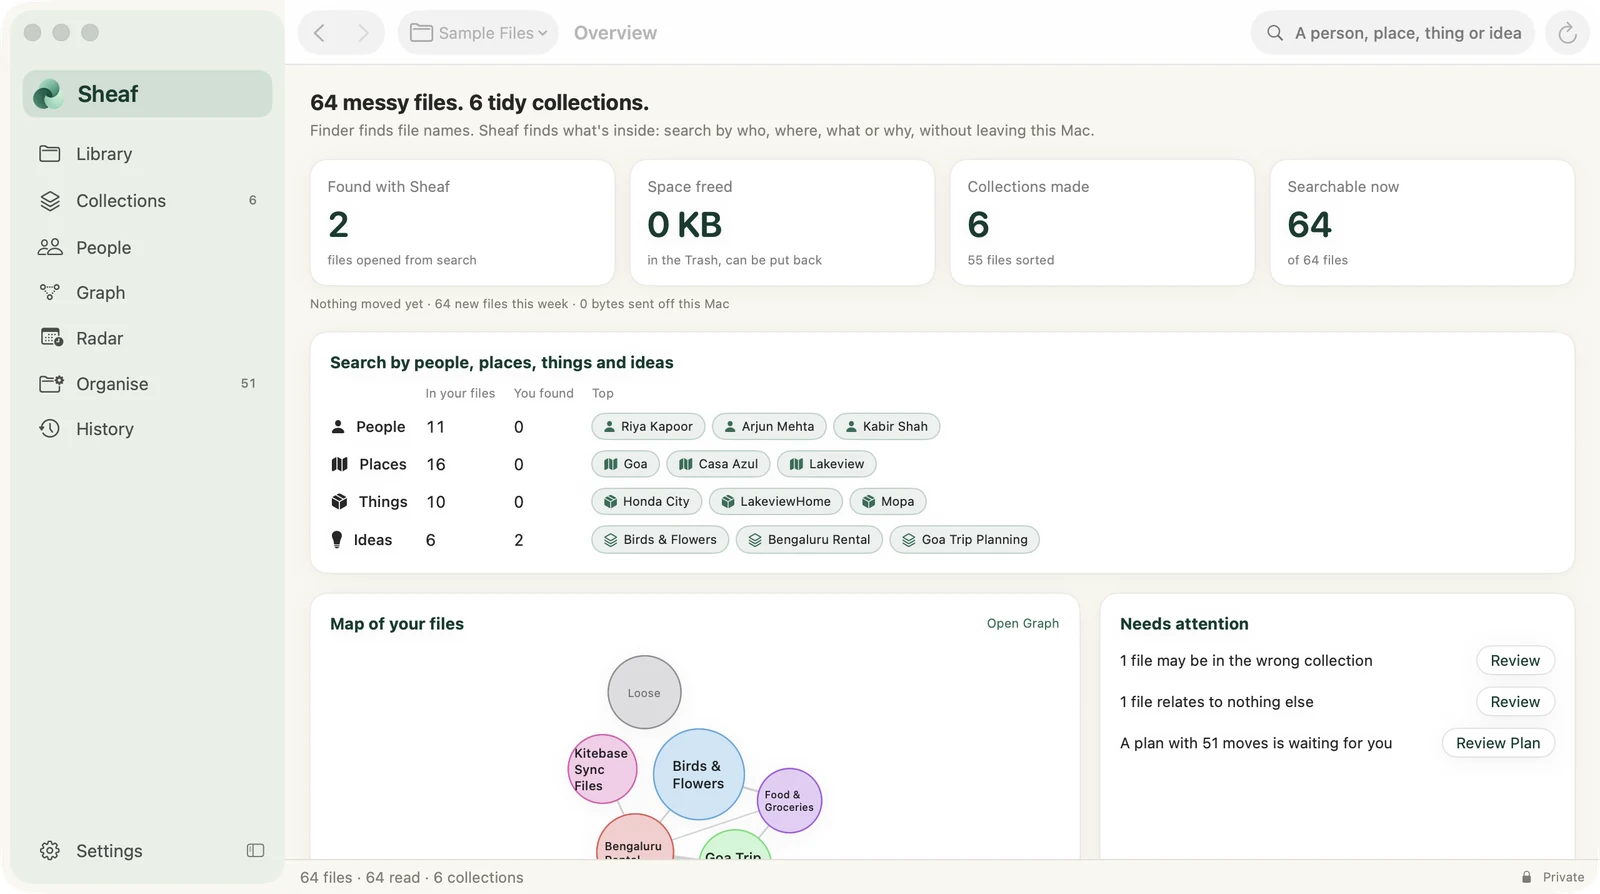 Sample Files
Overview
A person, place, thing or idea
Sheaf
Library
Collections 6
People
Graph
Radar
Organise 51
History
Settings
64 messy files. 6 tidy collections.
Finder finds file names. Sheaf finds what's inside: search by who, where, what or why, without leaving this Mac.
Found with Sheaf
2
files opened from search
Space freed
0 KB
in the Trash, can be put back
Collections made
6
55 files sorted
Searchable now
64
of 64 files
Nothing moved yet · 64 new files this week · 0 bytes sent off this Mac
Search by people, places, things and ideas
In your files You found Top
People 11 0 Riya Kapoor Arjun Mehta Kabir Shah
Places 16 0 Goa Casa Azul Lakeview
Things 10 0 Honda City LakeviewHome Mopa
Ideas 6 2 Birds & Flowers Bengaluru Rental Goa Trip Planning
Map of your files
Open Graph
Loose
Kitebase
Sync
Files
Birds &
Flowers
Food &
Groceries
Bengaluru
Rental
Goa Trip
Needs attention
1 file may be in the wrong collection Review
1 file relates to nothing else Review
A plan with 51 moves is waiting for you Review Plan
64 files · 64 read · 6 collections
Private